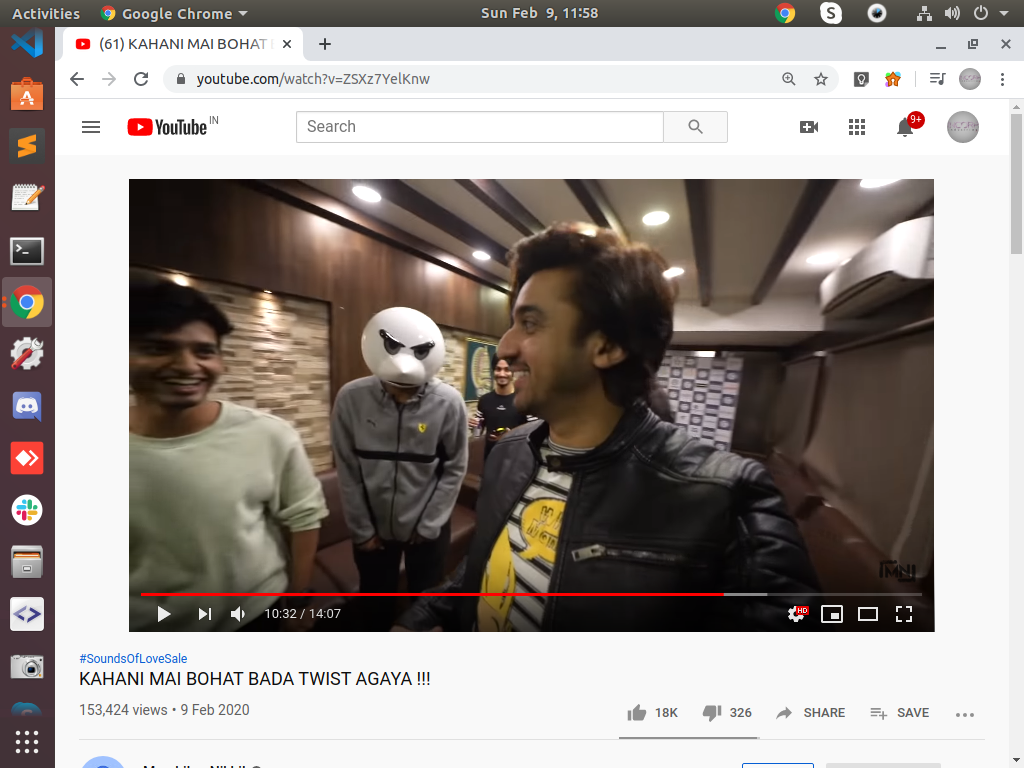 Activities Google Chrome Sun Feb 9, 11:58 S
(61) KAHANI MAI BOHAT
youtube.com/watch?v=ZSXz7YelKnw
YouTube IN Search 9+
IMNJ
10:32 / 14:07 HD
#SoundsOfLoveSale
KAHANI MAI BOHAT BADA TWIST AGAYA !!!
153,424 views • 9 Feb 2020
18K 326 SHARE SAVE